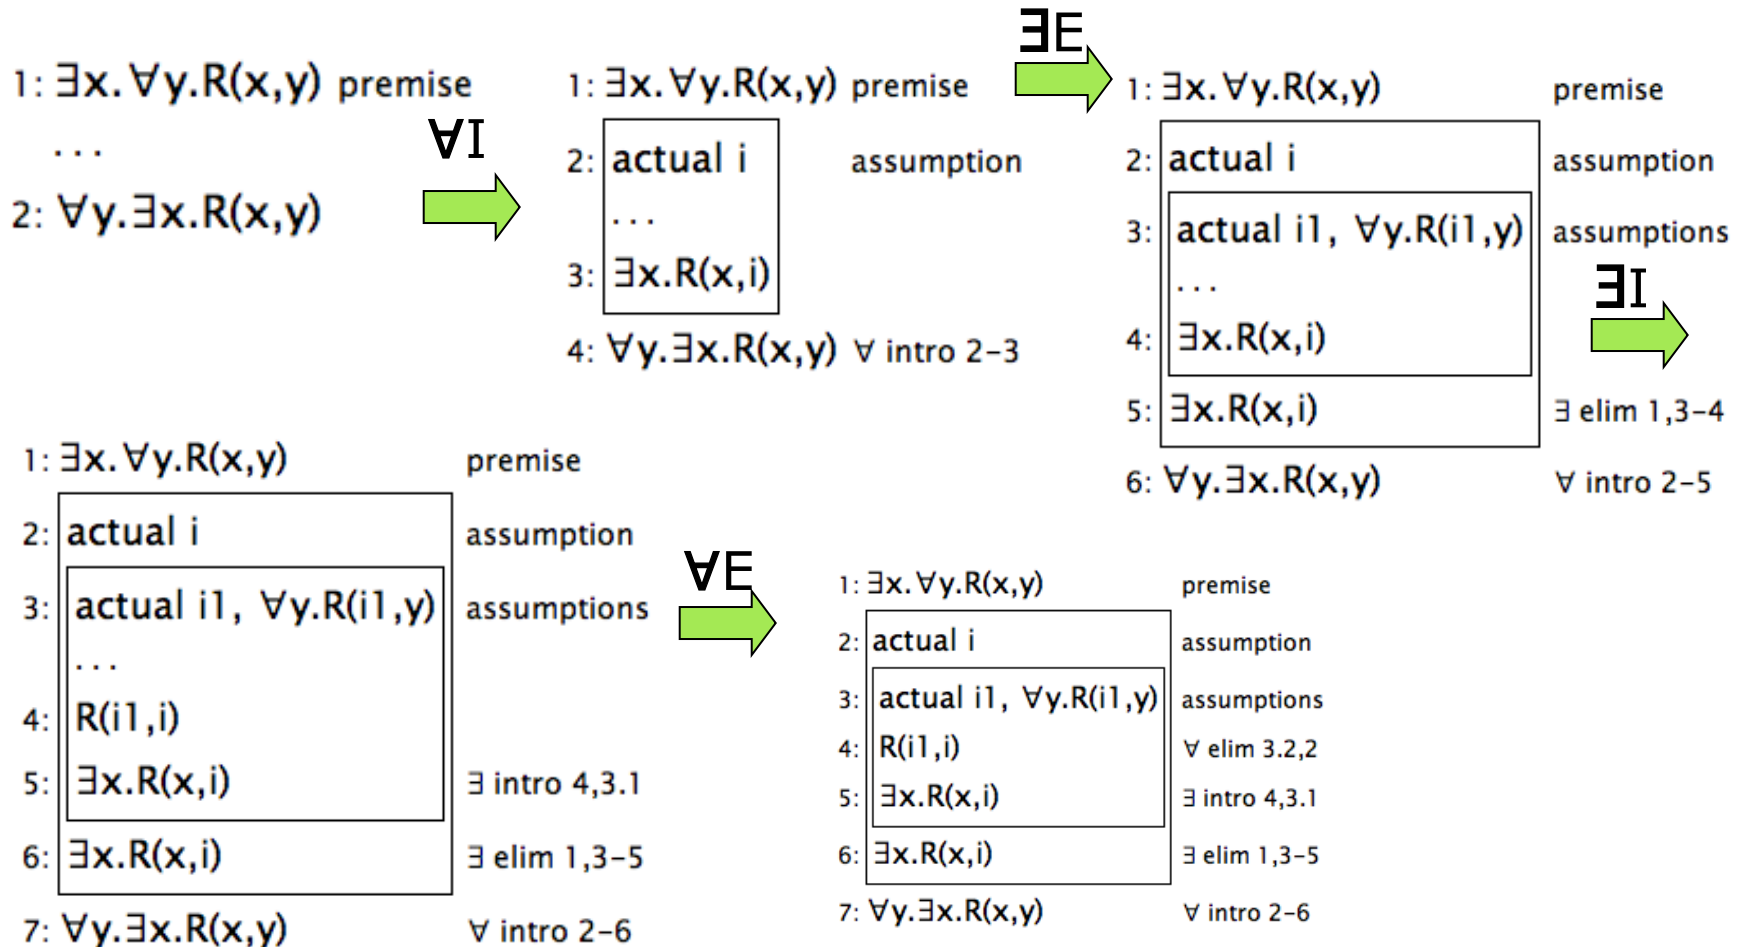 1: ∃x.∀y.R(x,y) premise
...
2: ∀y.∃x.R(x,y)
∀I
1: ∃x.∀y.R(x,y) premise
2: actual i assumption
...
3: ∃x.R(x,i)
4: ∀y.∃x.R(x,y) ∀ intro 2-3
∃E
1: ∃x.∀y.R(x,y) premise
2: actual i assumption
3: actual i1, ∀y.R(i1,y) assumptions
...
4: ∃x.R(x,i)
5: ∃x.R(x,i) ∃ elim 1,3-4
6: ∀y.∃x.R(x,y) ∀ intro 2-5
∃I
1: ∃x.∀y.R(x,y) premise
2: actual i assumption
3: actual i1, ∀y.R(i1,y) assumptions
...
4: R(i1,i)
5: ∃x.R(x,i) ∃ intro 4,3.1
6: ∃x.R(x,i) ∃ elim 1,3-5
7: ∀y.∃x.R(x,y) ∀ intro 2-6
∀E
1: ∃x.∀y.R(x,y) premise
2: actual i assumption
3: actual i1, ∀y.R(i1,y) assumptions
4: R(i1,i) ∀ elim 3.2,2
5: ∃x.R(x,i) ∃ intro 4,3.1
6: ∃x.R(x,i) ∃ elim 1,3-5
7: ∀y.∃x.R(x,y) ∀ intro 2-6